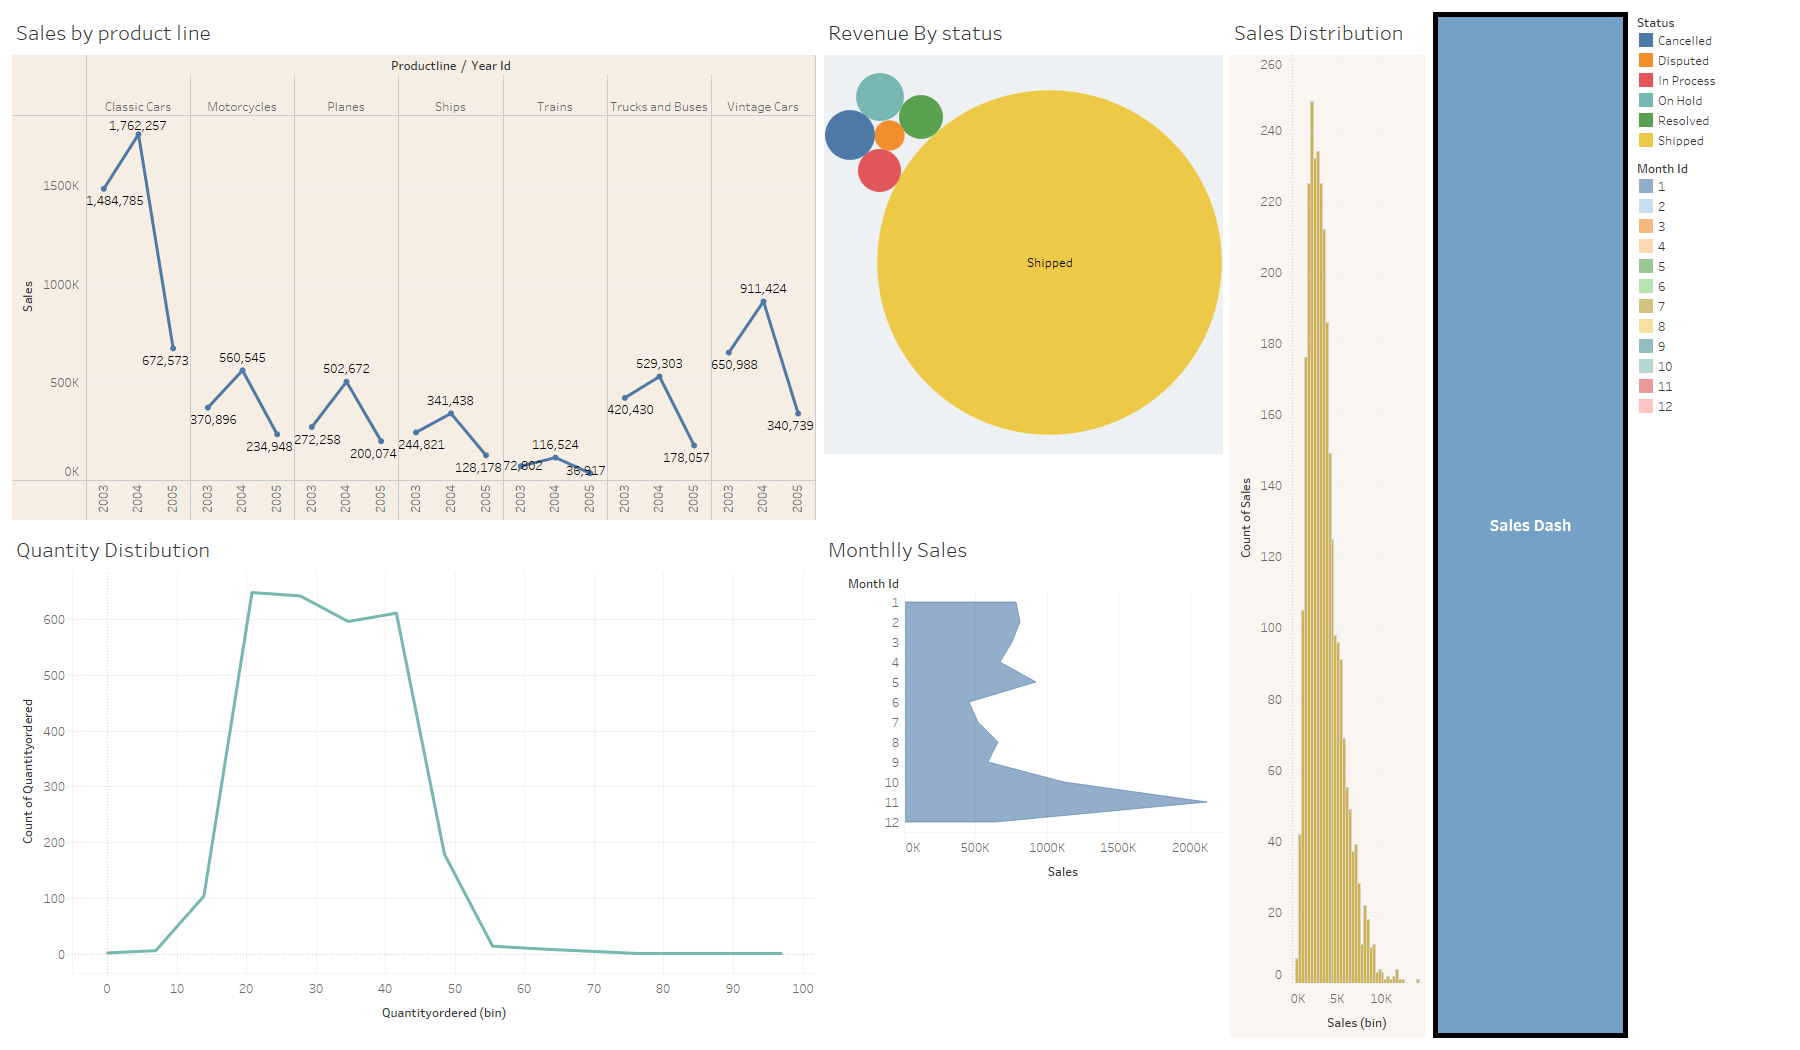 Sales by product line
Productline / Year Id
Classic Cars Motorcycles Planes Ships Trains Trucks and Buses Vintage Cars
Sales
1500K
1000K
500K
0K
1,484,785
1,762,257
672,573
370,896
560,545
234,948
272,258
502,672
200,074
244,821
341,438
128,178
72,802
116,524
36,917
420,430
529,303
178,057
650,988
911,424
340,739
2003 2004 2005 2003 2004 2005 2003 2004 2005 2003 2004 2005 2003 2004 2005 2003 2004 2005 2003 2004 2005
Revenue By status
Shipped
Quantity Distibution
Count of Quantityordered
600
500
400
300
200
100
0
0 10 20 30 40 50 60 70 80 90 100
Quantityordered (bin)
Monthlly Sales
Month Id
1
2
3
4
5
6
7
8
9
10
11
12
0K 500K 1000K 1500K 2000K
Sales
Sales Distribution
Count of Sales
260
240
220
200
180
160
140
120
100
80
60
40
20
0
0K 5K 10K
Sales (bin)
Sales Dash
Status
Cancelled
Disputed
In Process
On Hold
Resolved
Shipped
Month Id
1
2
3
4
5
6
7
8
9
10
11
12